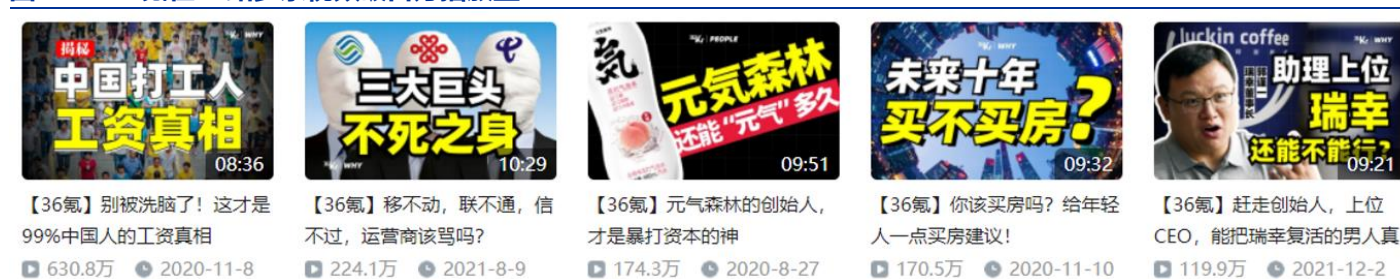 揭秘
中国打工人
工资真相
08:36
【36氪】别被洗脑了！这才是
99%中国人的工资真相
630.8万 2020-11-8
三大巨头
不死之身
WHY
10:29
【36氪】移不动，联不通，信
不过，运营商该骂吗？
224.1万 2021-8-9
PEOPLE
気
元气森林
还能“元气”多久
09:51
【36氪】元气森林的创始人，
才是暴打资本的神
174.3万 2020-8-27
WHY
未来十年
买不买房？
09:32
【36氪】你该买房吗？给年轻
人一点买房建议！
170.5万 2020-11-10
luckin coffee
助理上位
瑞幸
还能不能行？
09:21
【36氪】赶走创始人，上位
CEO，能把瑞幸复活的男人真
119.9万 2021-12-2